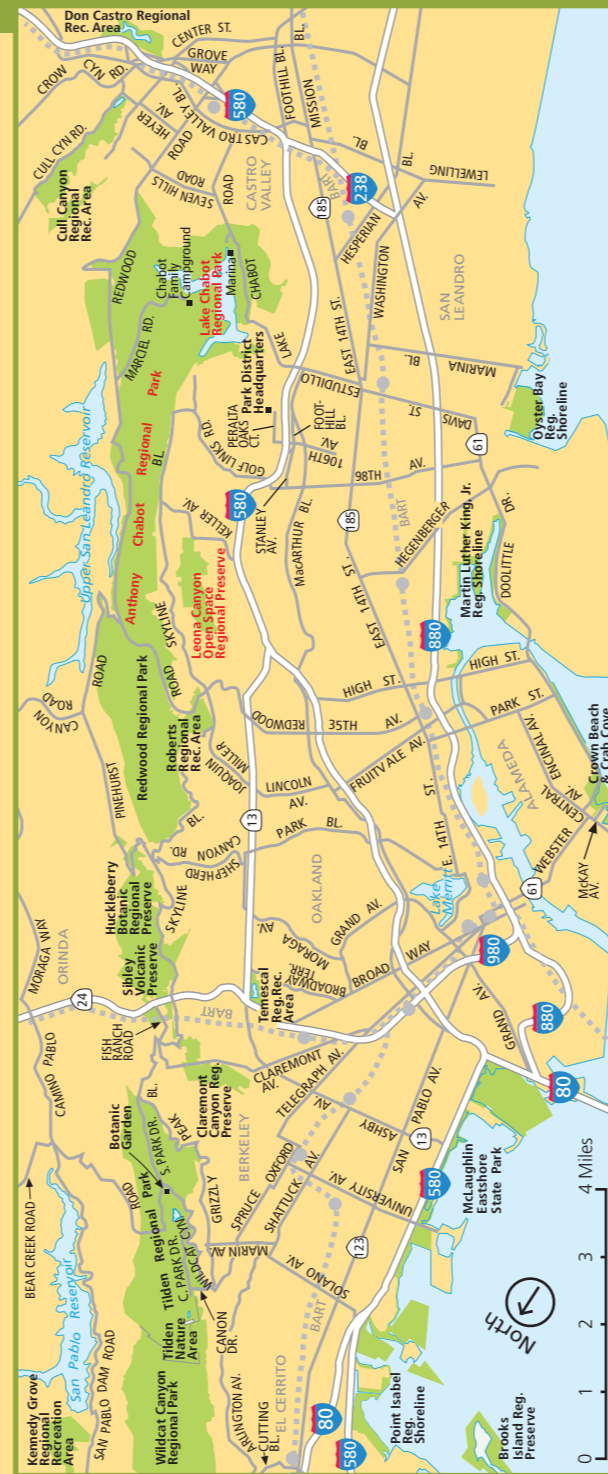 Kennedy Grove
Regional
Recreation
Area
San Pablo Reservoir
BEAR CREEK ROAD
SAN PABLO DAM ROAD
CAMINO PABLO
MORAGA WAY
ORINDA
24
Wildcat Canyon
Regional Park
Tilden
Nature
Area
Tilden Regional Park
C. PARK DR.
S. PARK DR.
WILDCAT CYN.
ROAD
Botanic
Garden
FISH
RANCH
ROAD
Sibley
Volcanic
Preserve
Huckleberry
Botanic
Regional
Preserve
CANYON
ROAD
PINEHURST
ROAD
Redwood Regional Park
Upper San Leandro Reservoir
Anthony Chabot Regional Park
MARCIEL RD.
REDWOOD
ROAD
Chabot
Family
Campground
Lake Chabot
Regional Park
Marina
Cull Canyon
Regional
Rec. Area
CULL CYN RD.
CROW
CYN RD.
Don Castro Regional
Rec. Area
CENTER ST.
GROVE
WAY
HEYER
AV.
SEVEN HILLS
ROAD
CASTRO VALLEY BL.
CASTRO
VALLEY
580
LAKE
CHABOT
ROAD
FOOTHILL BL.
MISSION
BL.
ARLINGTON AV.
CUTTING
BL.
CANON
DR.
GRIZZLY
PEAK
BL.
Claremont
Canyon Reg.
Preserve
BART
Temescal
Reg.Rec.
Area
SKYLINE
BL.
SHEPHERD
CANYON RD.
Roberts
Regional
Rec. Area
JOAQUIN
MILLER
ROAD
SKYLINE
BL.
Leona Canyon
Open Space
Regional Preserve
KELLER AV.
GOLF LINKS RD.
PERALTA
OAKS
CT.
Park District
Headquarters
580
STANLEY
AV.
106TH
AV.
FOOT-
HILL
BL.
ESTUDILLO
EL CERRITO
MARIN AV.
SPRUCE
OXFORD
BERKELEY
CLAREMONT
AV.
TELEGRAPH AV.
SHATTUCK AV.
BROADWAY
TERR.
MORAGA
AV.
BROAD WAY
GRAND AV.
OAKLAND
PARK BL.
13
LINCOLN
AV.
FRUITVALE AV.
REDWOOD
35TH
AV.
HIGH ST.
MacARTHUR BL.
98TH
AV.
EAST 14TH ST.
185
EAST 14TH ST.
185
BART
238
HESPERIAN
BL.
LEWELLING
BL.
WASHINGTON
AV.
80
580
BART
SOLANO AV.
123
UNIVERSITY AV.
ASHBY
AV.
13
SAN PABLO AV.
580
GRAND AV.
880
80
980
Lake
Merritt
E. 14TH ST.
61
WEBSTER
ALAMEDA
CENTRAL
AV.
ENCINAL AV.
PARK ST.
HIGH ST.
McKAY
AV.
Crown Beach
& Crab Cove
880
BART
HEGENBERGER
Martin Luther King, Jr.
Reg. Shoreline
DOOLITTLE
DR.
61
DAVIS
ST
MARINA
BL.
SAN
LEANDRO
Oyster Bay
Reg.
Shoreline
Point Isabel
Reg.
Shoreline
McLaughlin
Eastshore
State Park
Brooks
Island Reg.
Preserve
North
0 1 2 3 4 Miles